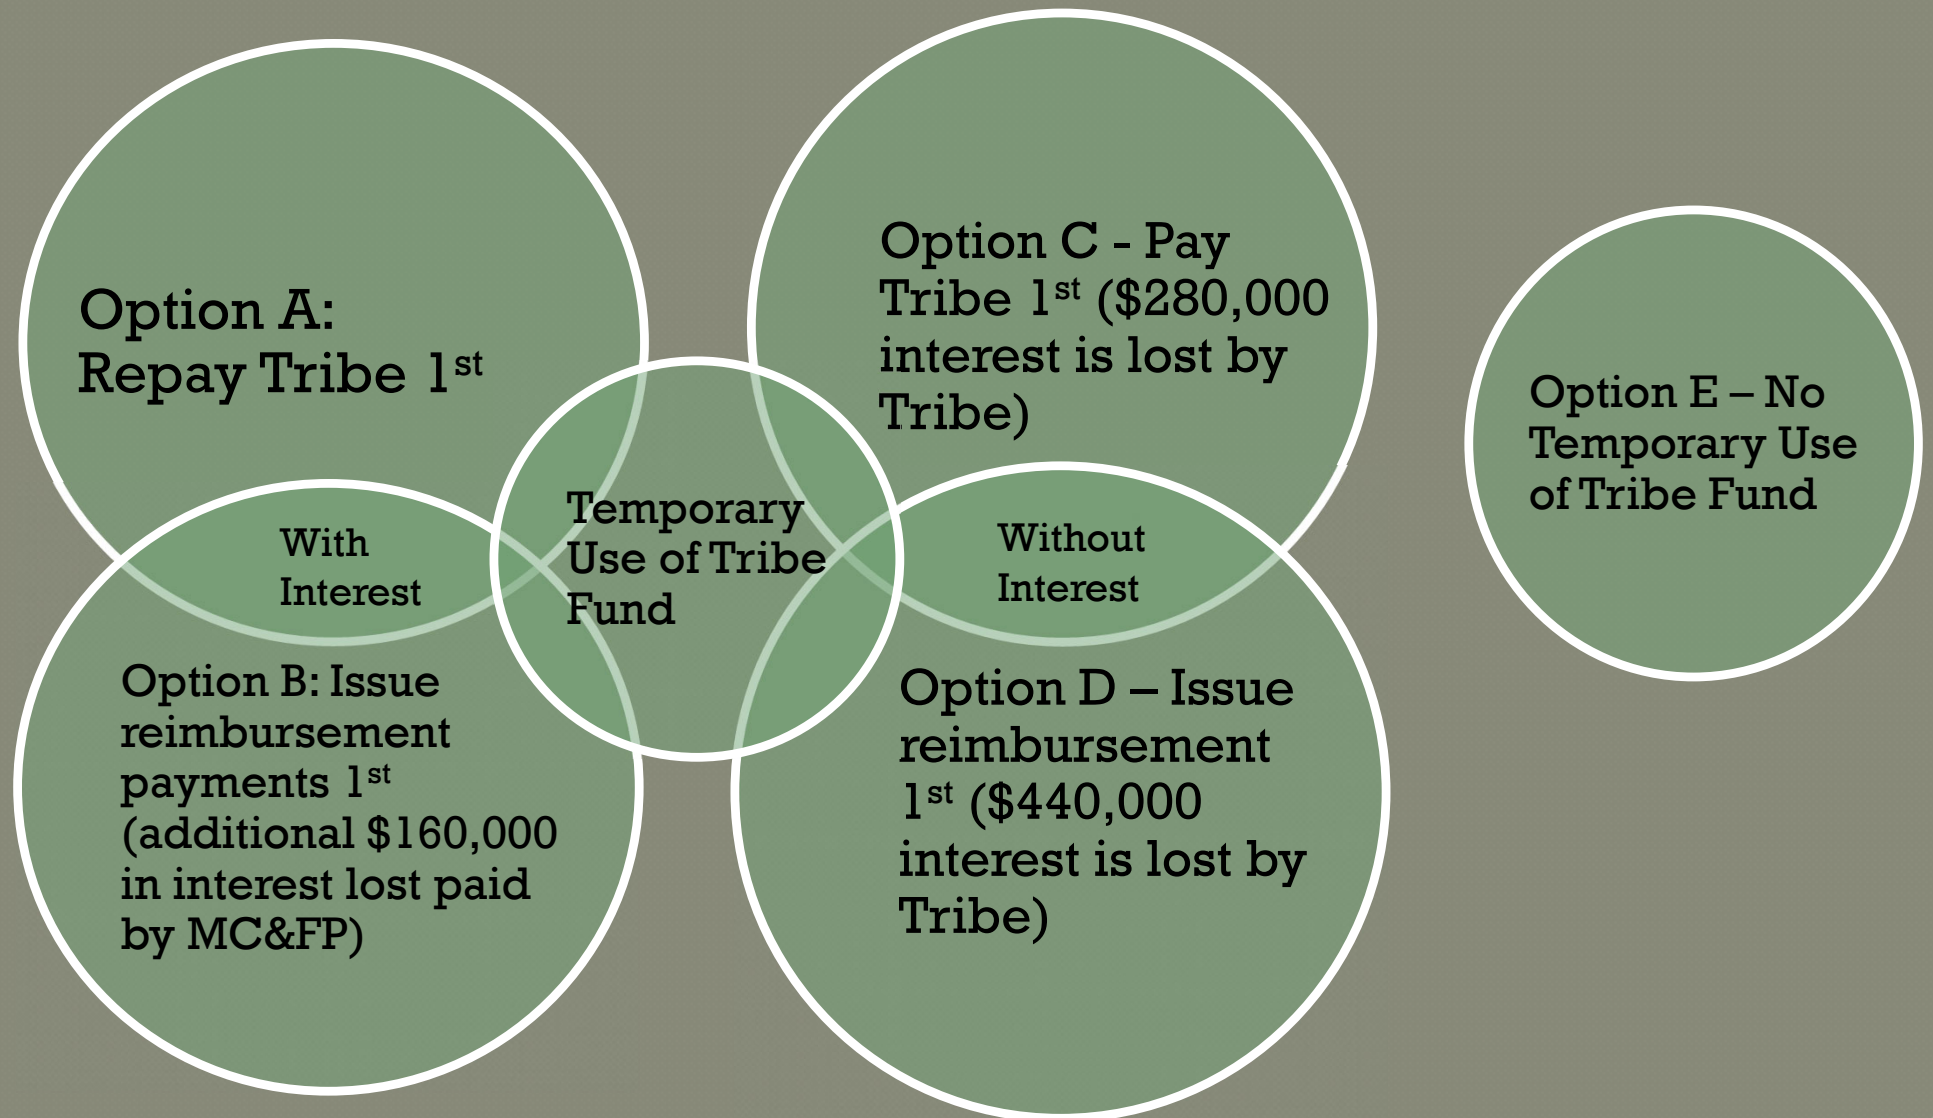 Option A:
Repay Tribe 1st
With
Interest
Option B: Issue
reimbursement
payments 1st
(additional $160,000
in interest lost paid
by MC&FP)
Temporary
Use of Tribe
Fund
Option C - Pay
Tribe 1st ($280,000
interest is lost by
Tribe)
Without
Interest
Option D – Issue
reimbursement
1st ($440,000
interest is lost by
Tribe)
Option E – No
Temporary Use
of Tribe Fund